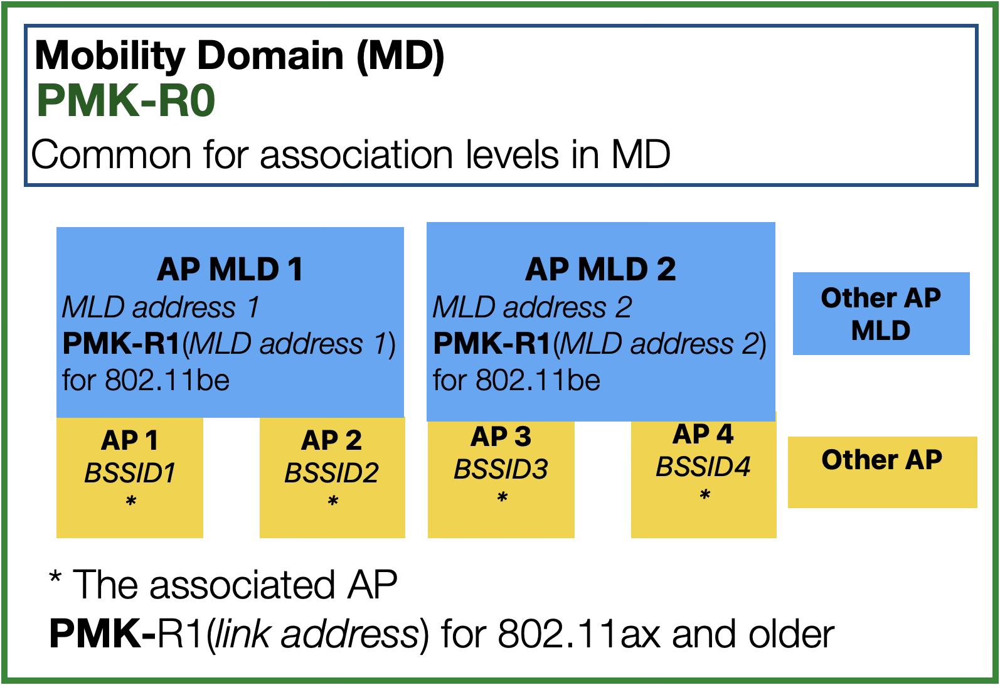 Mobility Domain (MD)
PMK-R0
Common for association levels in MD
AP MLD 1
MLD address 1
PMK-R1(MLD address 1)
for 802.11be
AP MLD 2
MLD address 2
PMK-R1(MLD address 2)
for 802.11be
Other AP
MLD
AP 1
BSSID1
*
AP 2
BSSID2
*
AP 3
BSSID3
*
AP 4
BSSID4
*
Other AP
* The associated AP
PMK-R1(link address) for 802.11ax and older